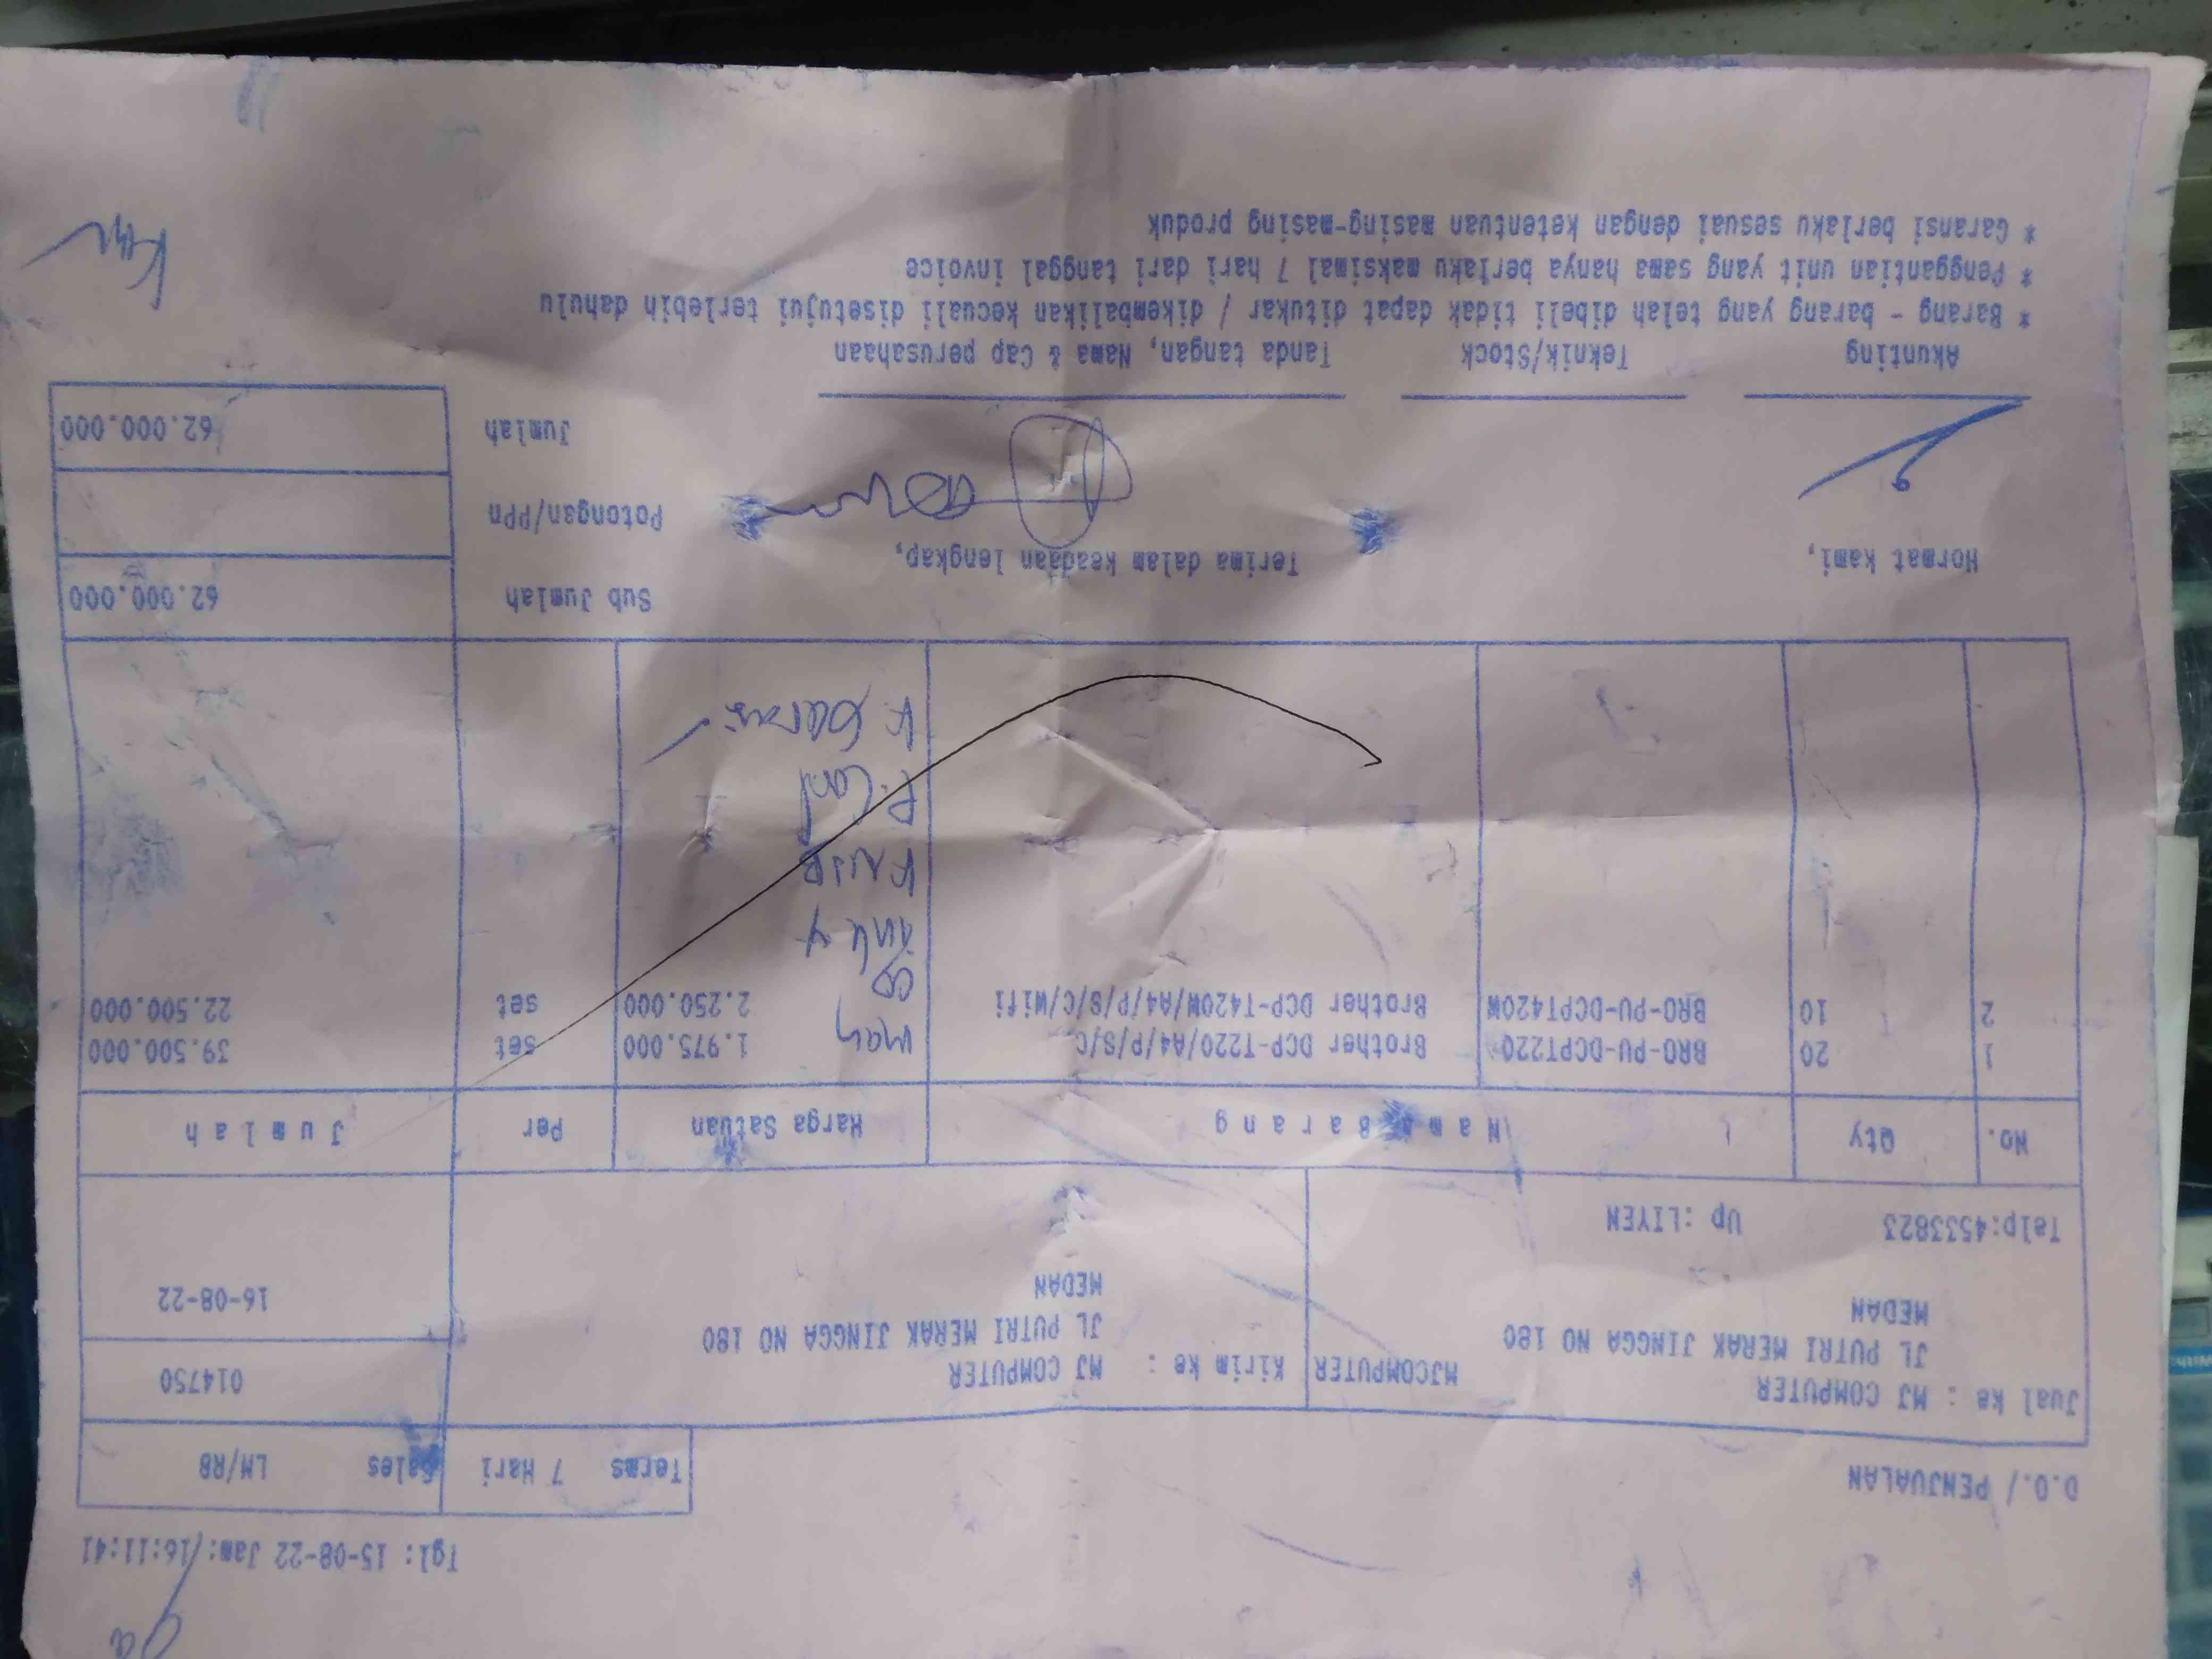 Tgl: 15-08-22 Jam: 16:11:41
D.O./ PENJUALAN
Terms 7 Hari Sales LM/RB
Jual ke : MJ COMPUTER MJCOMPUTER Kirim ke : MJ COMPUTER 014750
JL PUTRI MERAK JINGGA NO 180 JL PUTRI MERAK JINGGA NO 180
MEDAN MEDAN 16-08-22
Telp:4533823 Up :LIYEN
No. Qty Nama Barang Harga Satuan Per Jumlah
1 20 BRO-PU-DCPT220 Brother DCP-T220/A4/P/S/C 1.975.000 set 39.500.000
2 10 BRO-PU-DCPT420W Brother DCP-T420W/A4/P/S/C/Wifi 2.250.000 set 22.500.000
Sub Jumlah 62.000.000
Hormat kami, Terima dalam keadaan lengkap,
Potongan/PPn
Jumlah 62.000.000
Akunting Teknik/Stock Tanda tangan, Nama & Cap perusahaan
* Barang - barang yang telah dibeli tidak dapat ditukar / dikembalikan kecuali disetujui terlebih dahulu
* Penggantian unit yang sama hanya berlaku maksimal 7 hari dari tanggal invoice
* Garansi berlaku sesuai dengan ketentuan masing-masing produk